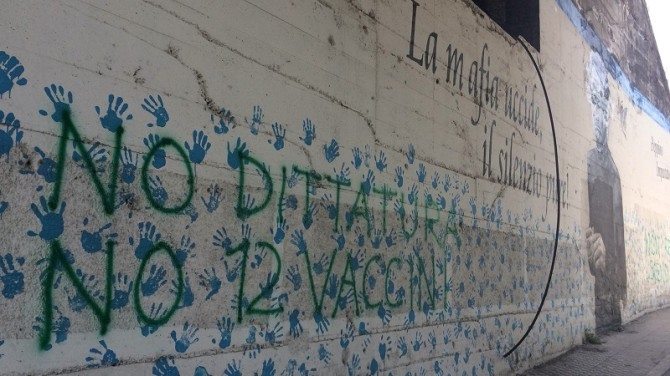 La mafia uccide,
il silenzio pure!
NO DITTATURA
NO 12 VACCINI